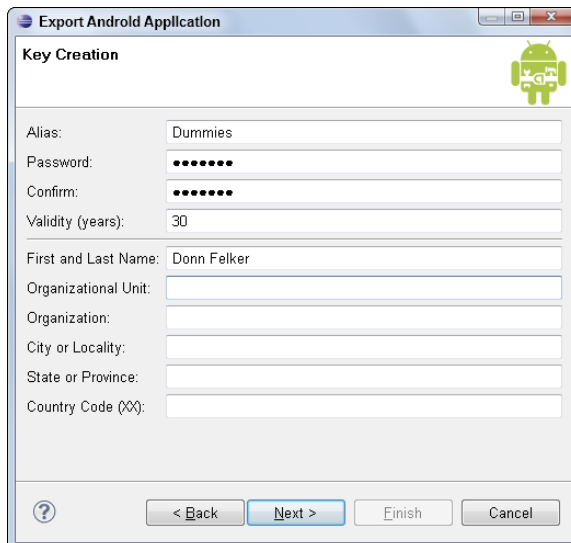 Export Android Application
Key Creation
Alias: Dummies
Password: •••••••
Confirm: •••••••
Validity (years): 30
First and Last Name: Donn Felker
Organizational Unit:
Organization:
City or Locality:
State or Province:
Country Code (XX):
? < Back Next > Finish Cancel